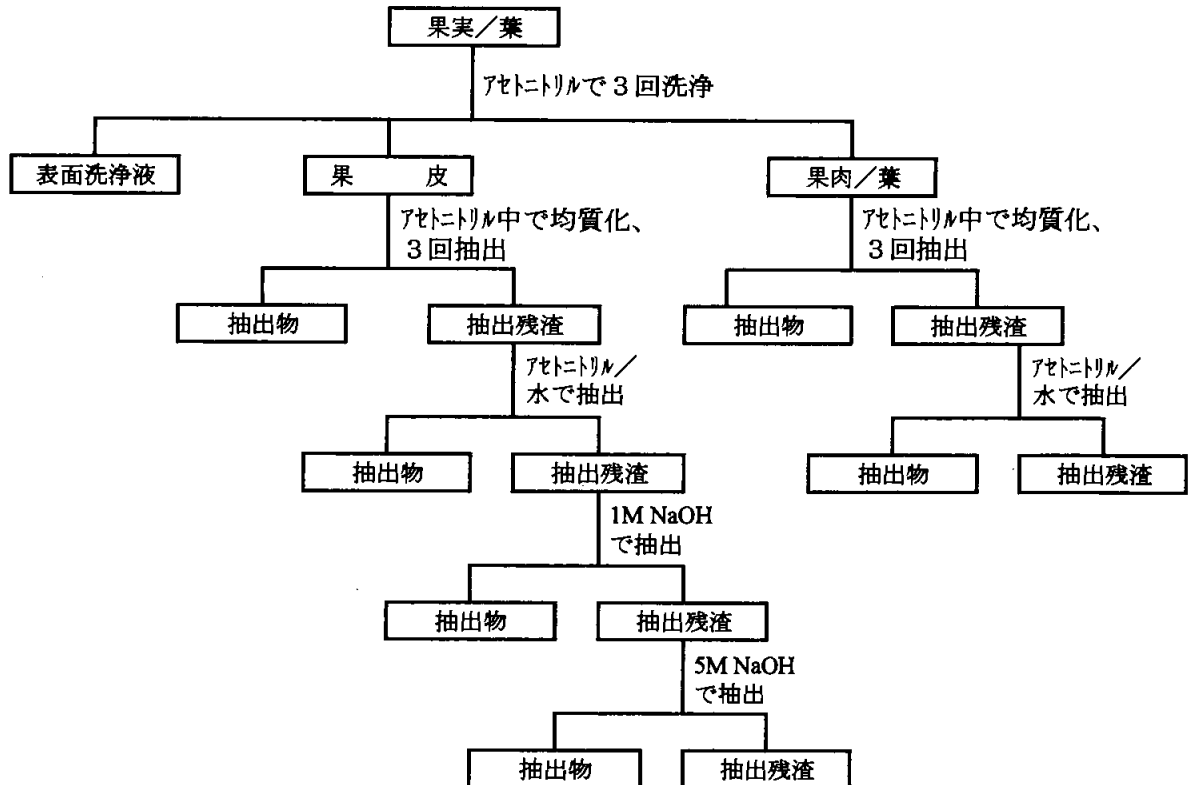 果実／葉
ｱｾﾄﾆﾄﾘﾙで３回洗浄
表面洗浄液
果　　皮
果肉／葉
ｱｾﾄﾆﾄﾘﾙ中で均質化、
３回抽出
ｱｾﾄﾆﾄﾘﾙ中で均質化、
３回抽出
抽出物
抽出残渣
抽出物
抽出残渣
ｱｾﾄﾆﾄﾘﾙ／
水で抽出
ｱｾﾄﾆﾄﾘﾙ／
水で抽出
抽出物
抽出残渣
抽出物
抽出残渣
1M NaOH
で抽出
抽出物
抽出残渣
5M NaOH
で抽出
抽出物
抽出残渣